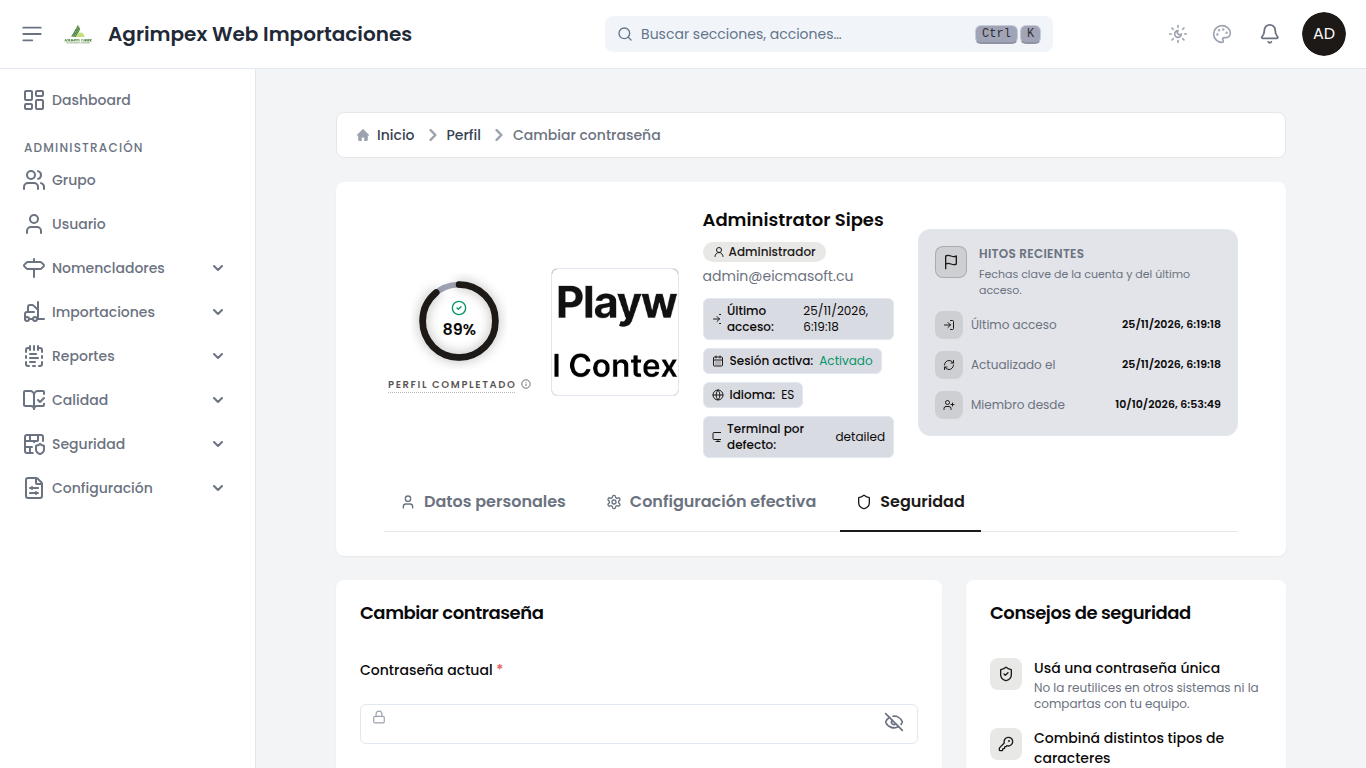 Agrimpex Web Importaciones
Buscar secciones, acciones...
Ctrl K
AD
Dashboard
ADMINISTRACIÓN
Grupo
Usuario
Nomencladores
Importaciones
Reportes
Calidad
Seguridad
Configuración
Inicio
Perfil
Cambiar contraseña
89%
PERFIL COMPLETADO
Playw
l Contex
Administrator Sipes
Administrador
admin@eicmasoft.cu
Último acceso: 25/11/2026, 6:19:18
Sesión activa: Activado
Idioma: ES
Terminal por defecto: detailed
HITOS RECIENTES
Fechas clave de la cuenta y del último
acceso.
Último acceso 25/11/2026, 6:19:18
Actualizado el 25/11/2026, 6:19:18
Miembro desde 10/10/2026, 6:53:49
Datos personales
Configuración efectiva
Seguridad
Cambiar contraseña
Contraseña actual *
Consejos de seguridad
Usá una contraseña única
No la reutilices en otros sistemas ni la
compartas con tu equipo.
Combiná distintos tipos de
caracteres